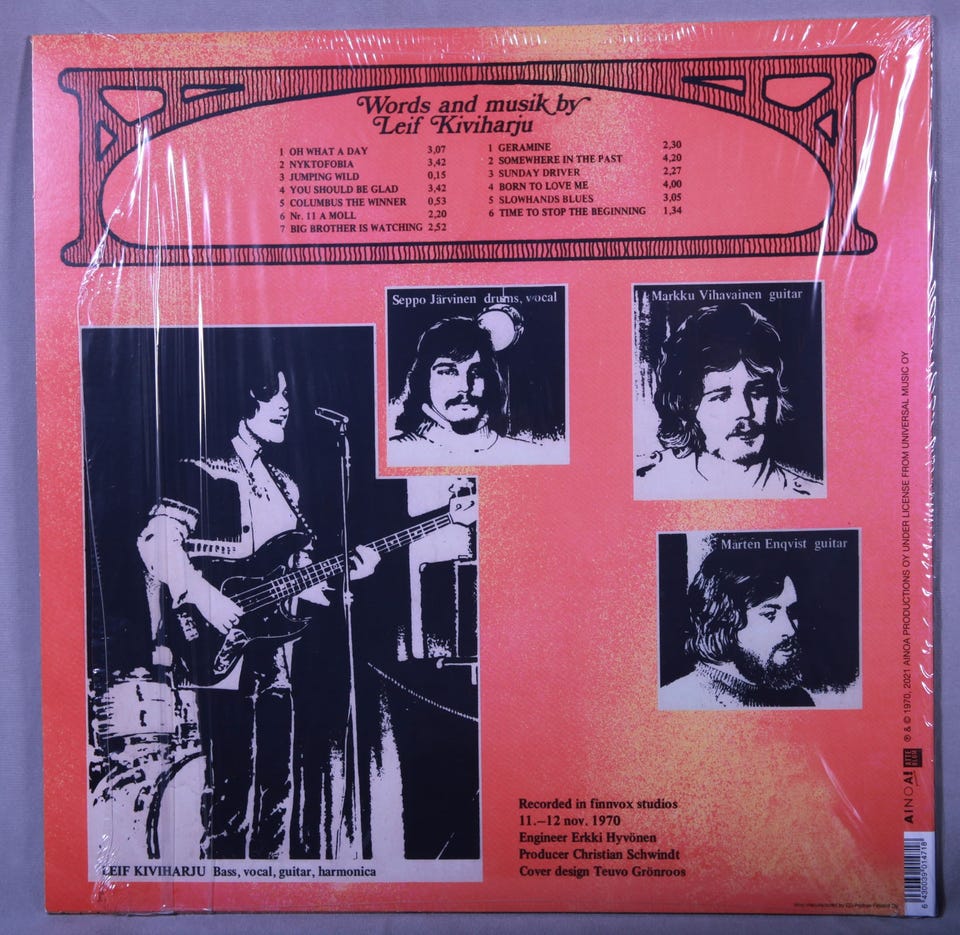 Words and musik by
Leif Kiviharju
1 OH WHAT A DAY 3,07
2 NYKTOFOBIA 3,42
3 JUMPING WILD 0,15
4 YOU SHOULD BE GLAD 3,42
5 COLUMBUS THE WINNER 0,53
6 Nr. 11 A MOLL 2,20
7 BIG BROTHER IS WATCHING 2,52
1 GERAMINE 2,30
2 SOMEWHERE IN THE PAST 4,20
3 SUNDAY DRIVER 2,27
4 BORN TO LOVE ME 4,00
5 SLOWHANDS BLUES 3,05
6 TIME TO STOP THE BEGINNING 1,34
Seppo Järvinen drums, vocal
Markku Vihavainen guitar
Mårten Enqvist guitar
LEIF KIVIHARJU Bass, vocal, guitar, harmonica
Recorded in finnvox studios
11.–12 nov. 1970
Engineer Erkki Hyvönen
Producer Christian Schwindt
Cover design Teuvo Grönroos
℗ & © 1970, 2021 AINOA PRODUCTIONS OY UNDER LICENSE FROM UNIVERSAL MUSIC OY
AINOA!
6 430039 014718